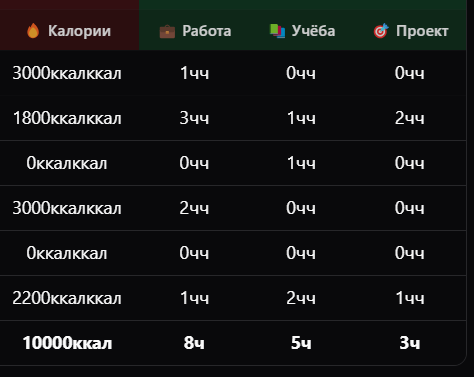 🔥 Калории 💼 Работа 📚 Учёба 🎯 Проект
3000ккалккал 1чч 0чч 0чч
1800ккалккал 3чч 1чч 2чч
0ккалккал 0чч 1чч 0чч
3000ккалккал 2чч 0чч 0чч
0ккалккал 0чч 0чч 0чч
2200ккалккал 1чч 2чч 1чч
10000ккал 8ч 5ч 3ч